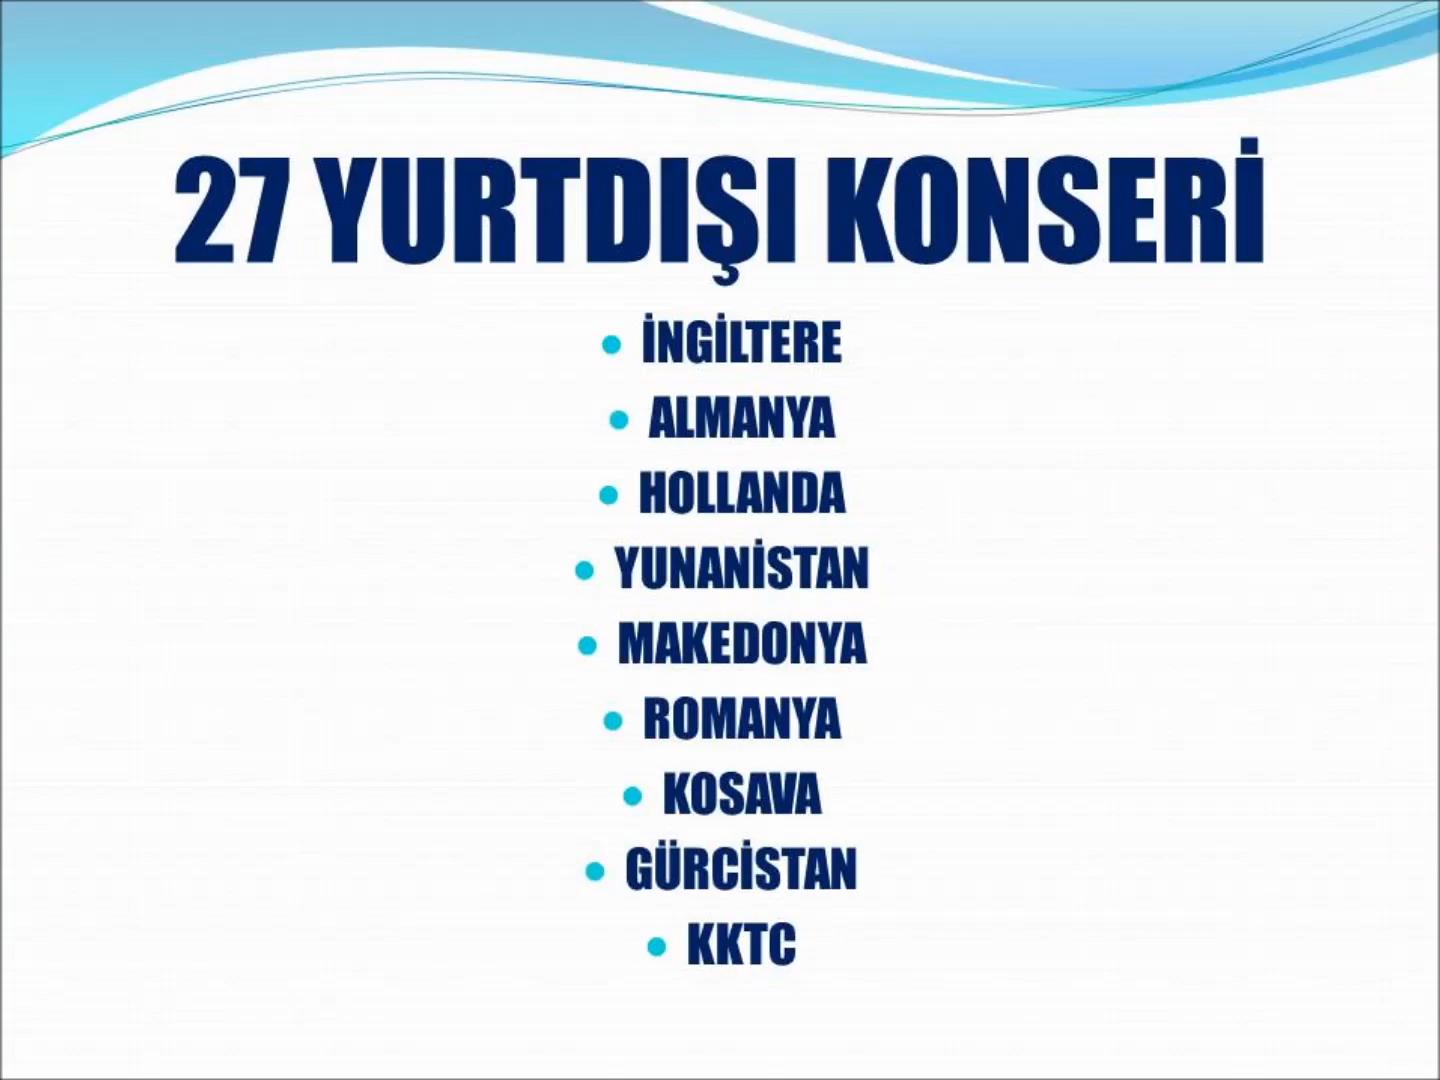 27 YURTDIŞI KONSERİ
• İNGİLTERE
• ALMANYA
• HOLLANDA
• YUNANİSTAN
• MAKEDONYA
• ROMANYA
• KOSAVA
• GÜRCİSTAN
• KKTC